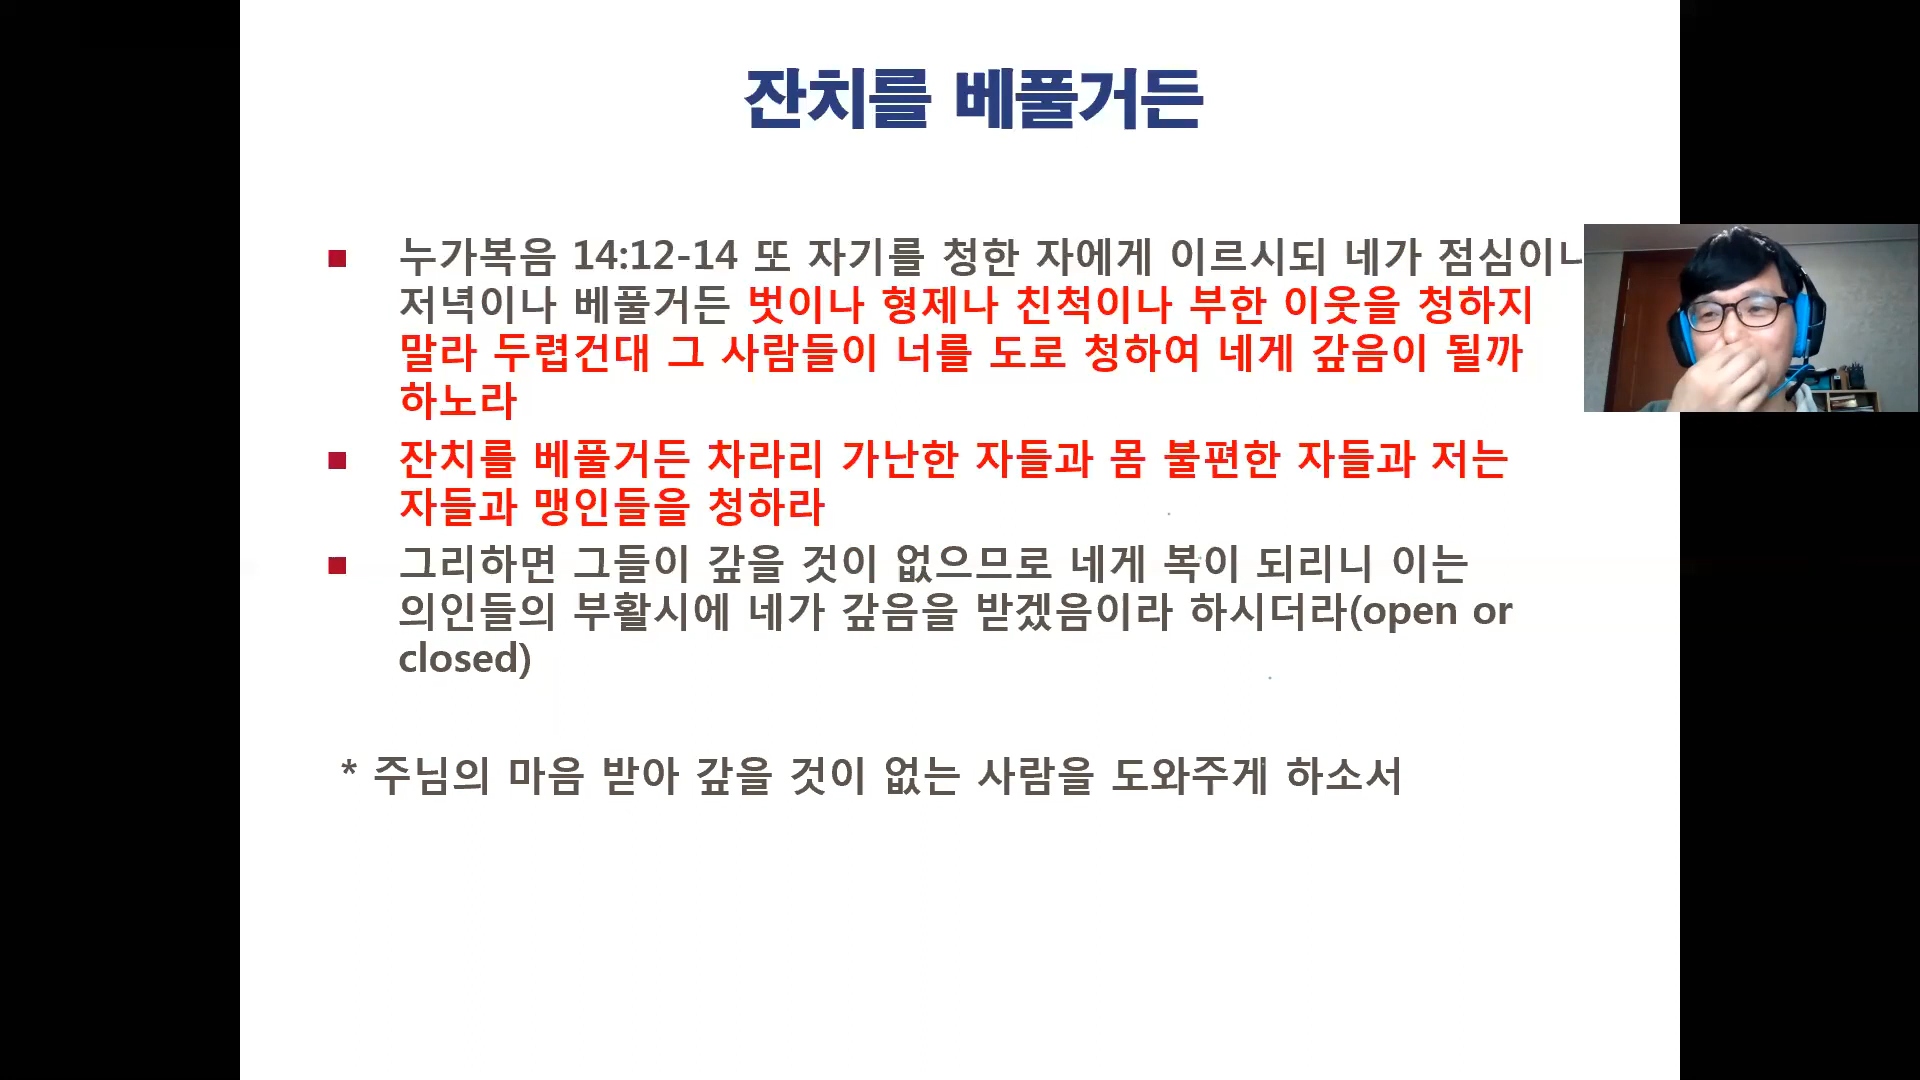 잔치를 베풀거든
■ 누가복음 14:12-14 또 자기를 청한 자에게 이르시되 네가 점심이나
저녁이나 베풀거든 벗이나 형제나 친척이나 부한 이웃을 청하지
말라 두렵건대 그 사람들이 너를 도로 청하여 네게 갚음이 될까
하노라
■ 잔치를 베풀거든 차라리 가난한 자들과 몸 불편한 자들과 저는
자들과 맹인들을 청하라
■ 그리하면 그들이 갚을 것이 없으므로 네게 복이 되리니 이는
의인들의 부활시에 네가 갚음을 받겠음이라 하시더라(open or
closed)
* 주님의 마음 받아 갚을 것이 없는 사람을 도와주게 하소서